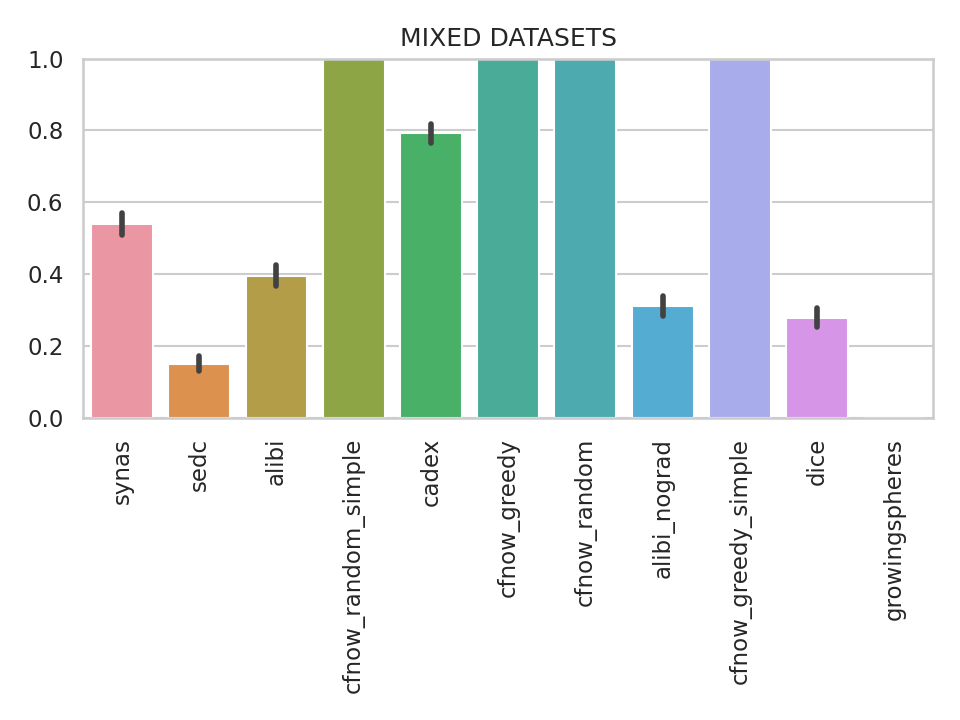 MIXED DATASETS
1.0
0.8
0.6
0.4
0.2
0.0
synas
sedc
alibi
cfnow_random_simple
cadex
cfnow_greedy
cfnow_random
alibi_nograd
cfnow_greedy_simple
dice
growingspheres